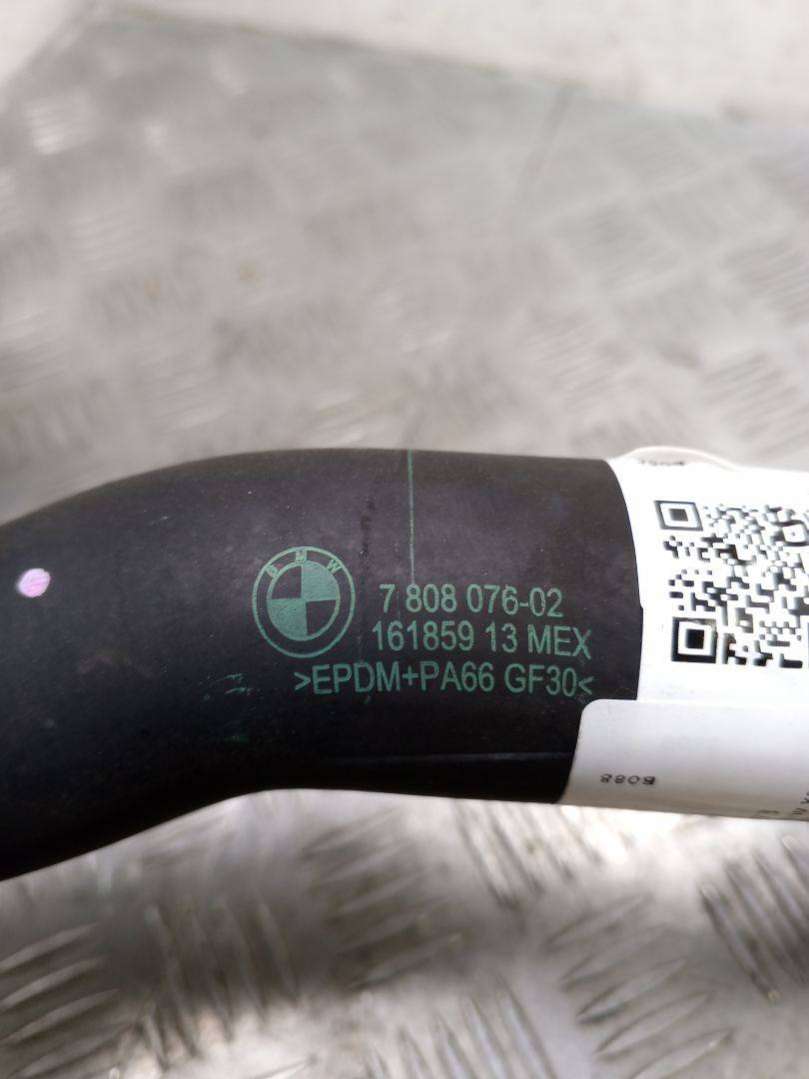 BMW
7 808 076-02
161859 13 MEX
>EPDM+PA66 GF30<
B088